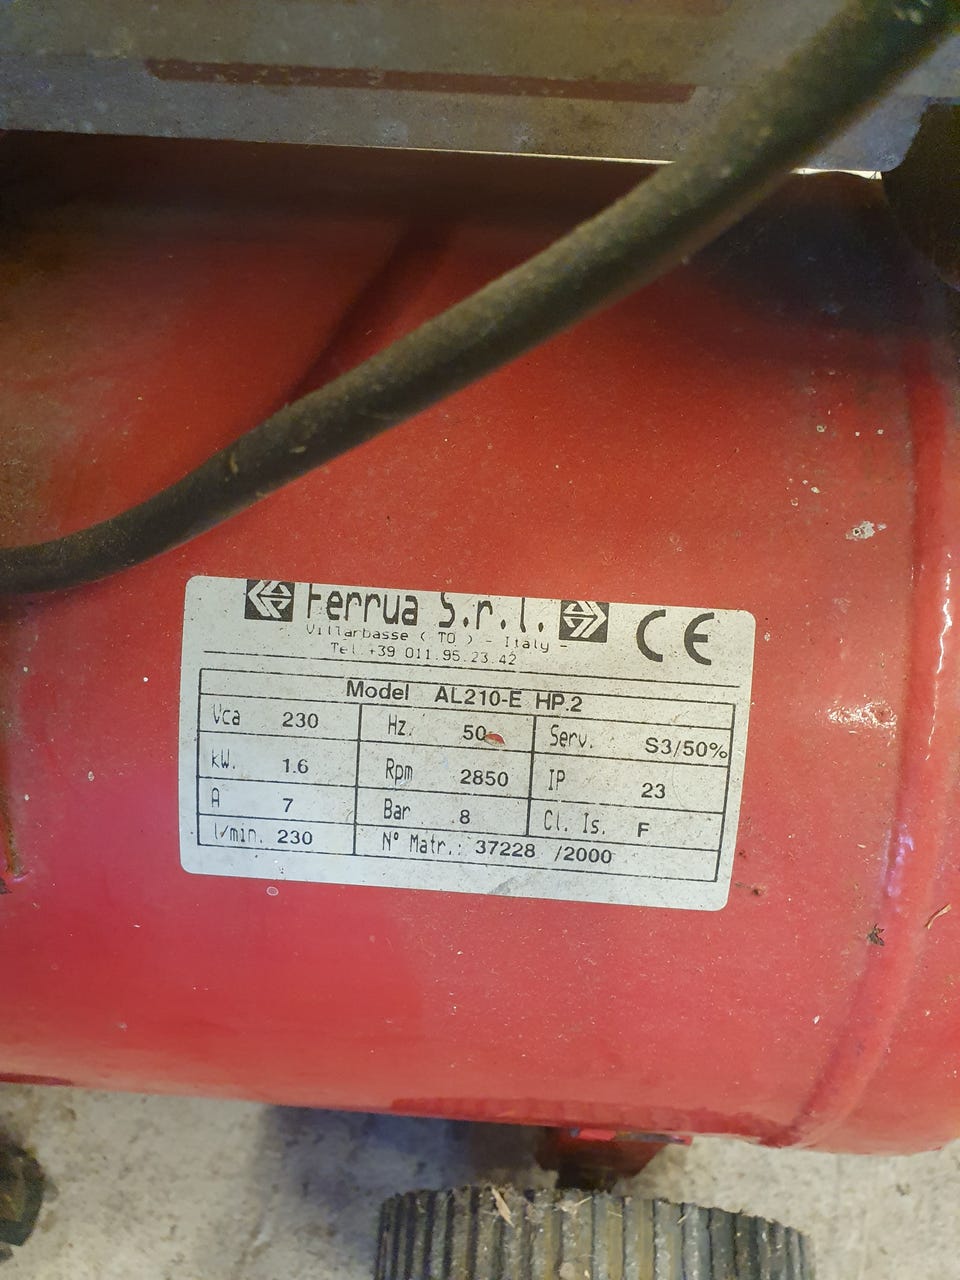 Ferrua S.r.l. CE
Villarbasse ( TO ) - Italy -
Tel. +39 011.95.23.42
Model AL210-E HP.2
Vca 230 Hz. 50 Serv. S3/50%
kW. 1.6 Rpm 2850 IP 23
A 7 Bar .8 Cl. Is. F
l/min. 230 N° Matr.: 37228 /2000